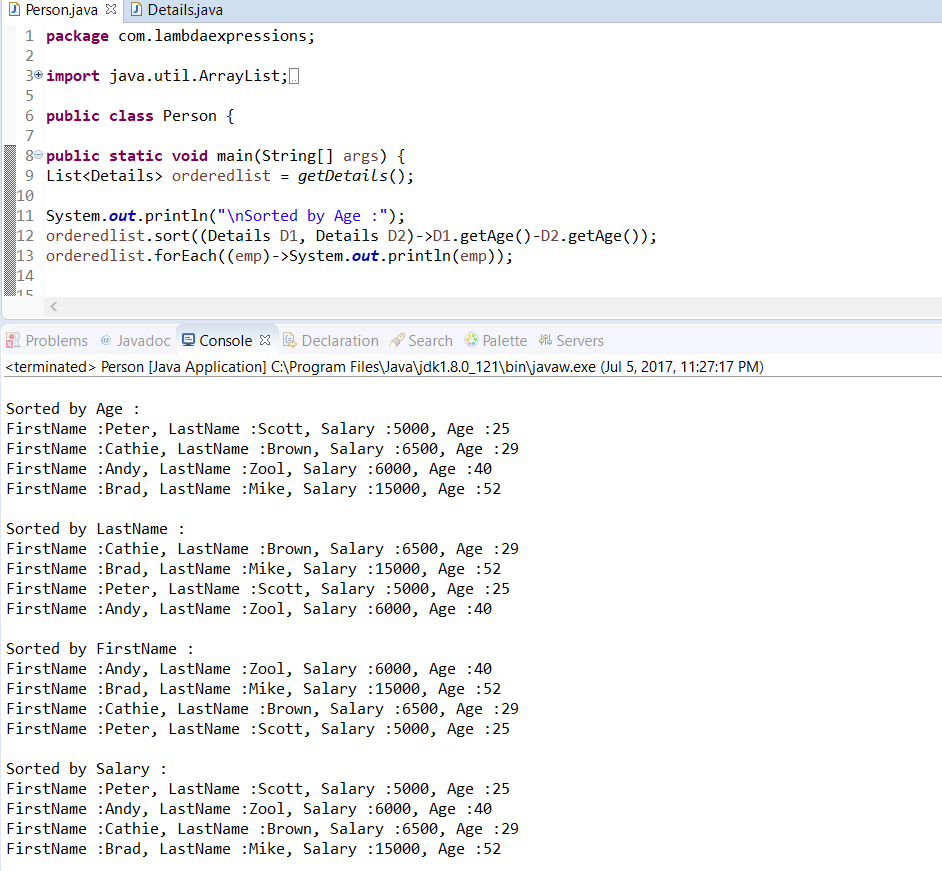 Person.java Details.java
1 package com.lambdaexpressions;
2
3 import java.util.ArrayList;
5
6 public class Person {
7
8 public static void main(String[] args) {
9 List<Details> orderedlist = getDetails();
10
11 System.out.println("\nSorted by Age :");
12 orderedlist.sort((Details D1, Details D2)->D1.getAge()-D2.getAge());
13 orderedlist.forEach((emp)->System.out.println(emp));
14
15
Problems @ Javadoc Console Declaration Search Palette Servers
<terminated> Person [Java Application] C:\Program Files\Java\jdk1.8.0_121\bin\javaw.exe (Jul 5, 2017, 11:27:17 PM)
Sorted by Age :
FirstName :Peter, LastName :Scott, Salary :5000, Age :25
FirstName :Cathie, LastName :Brown, Salary :6500, Age :29
FirstName :Andy, LastName :Zool, Salary :6000, Age :40
FirstName :Brad, LastName :Mike, Salary :15000, Age :52
Sorted by LastName :
FirstName :Cathie, LastName :Brown, Salary :6500, Age :29
FirstName :Brad, LastName :Mike, Salary :15000, Age :52
FirstName :Peter, LastName :Scott, Salary :5000, Age :25
FirstName :Andy, LastName :Zool, Salary :6000, Age :40
Sorted by FirstName :
FirstName :Andy, LastName :Zool, Salary :6000, Age :40
FirstName :Brad, LastName :Mike, Salary :15000, Age :52
FirstName :Cathie, LastName :Brown, Salary :6500, Age :29
FirstName :Peter, LastName :Scott, Salary :5000, Age :25
Sorted by Salary :
FirstName :Peter, LastName :Scott, Salary :5000, Age :25
FirstName :Andy, LastName :Zool, Salary :6000, Age :40
FirstName :Cathie, LastName :Brown, Salary :6500, Age :29
FirstName :Brad, LastName :Mike, Salary :15000, Age :52